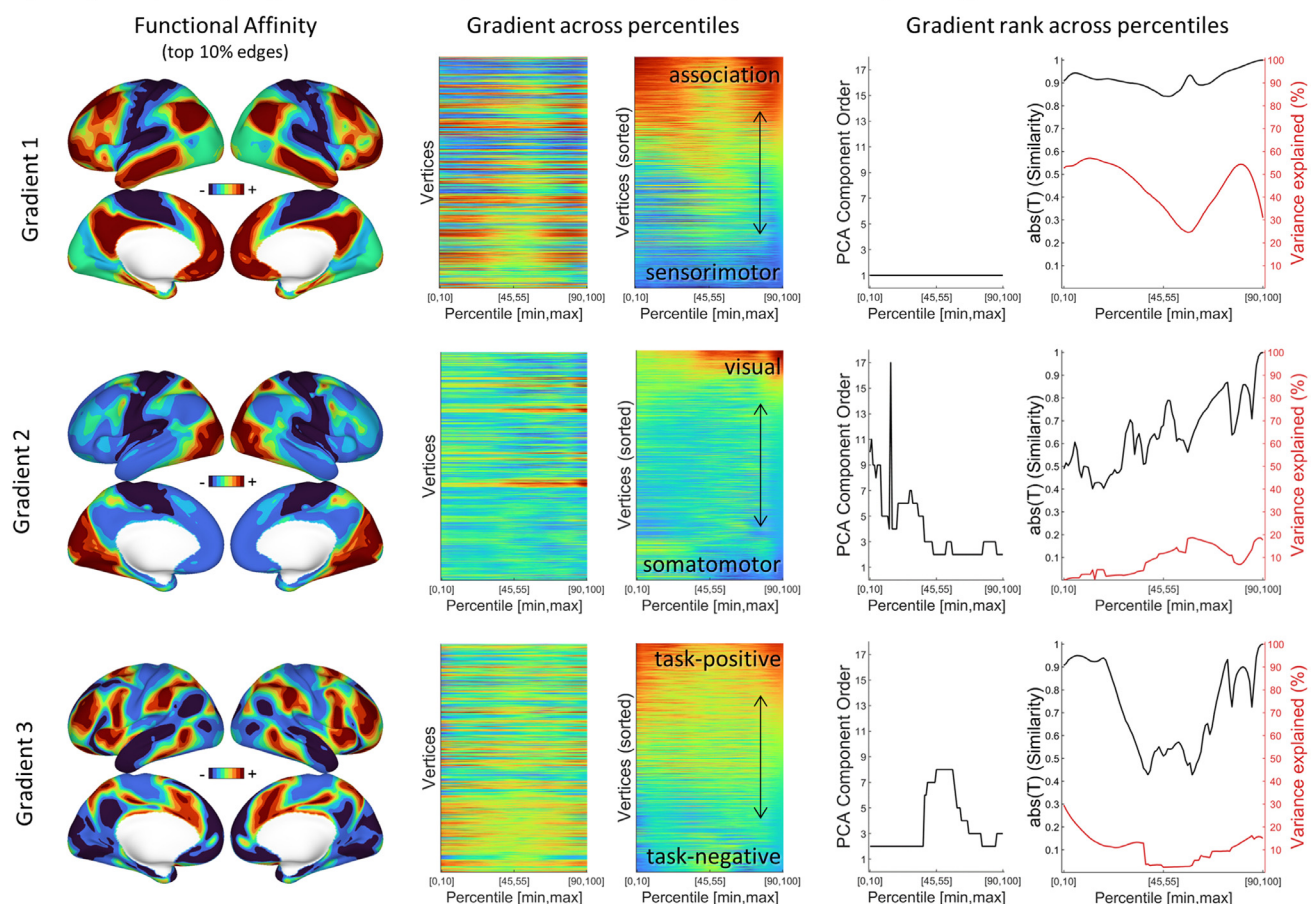 Functional Affinity
(top 10% edges)
Gradient across percentiles
Gradient rank across percentiles
Gradient 1
- +
Vertices
[0,10] [45,55] [90,100]
Percentile [min,max]
Vertices (sorted)
association
sensorimotor
[0,10] [45,55] [90,100]
Percentile [min,max]
PCA Component Order
17
15
13
11
9
7
5
3
1
[0,10] [45,55] [90,100]
Percentile [min,max]
abs(T) (Similarity)
1
0.9
0.8
0.7
0.6
0.5
0.4
0.3
0.2
0.1
[0,10] [45,55] [90,100]
Percentile [min,max]
Variance explained (%)
100
90
80
70
60
50
40
30
20
10
Gradient 2
- +
Vertices
[0,10] [45,55] [90,100]
Percentile [min,max]
Vertices (sorted)
visual
somatomotor
[0,10] [45,55] [90,100]
Percentile [min,max]
PCA Component Order
17
15
13
11
9
7
5
3
1
[0,10] [45,55] [90,100]
Percentile [min,max]
abs(T) (Similarity)
1
0.9
0.8
0.7
0.6
0.5
0.4
0.3
0.2
0.1
[0,10] [45,55] [90,100]
Percentile [min,max]
Variance explained (%)
100
90
80
70
60
50
40
30
20
10
Gradient 3
- +
Vertices
[0,10] [45,55] [90,100]
Percentile [min,max]
Vertices (sorted)
task-positive
task-negative
[0,10] [45,55] [90,100]
Percentile [min,max]
PCA Component Order
17
15
13
11
9
7
5
3
1
[0,10] [45,55] [90,100]
Percentile [min,max]
abs(T) (Similarity)
1
0.9
0.8
0.7
0.6
0.5
0.4
0.3
0.2
0.1
[0,10] [45,55] [90,100]
Percentile [min,max]
Variance explained (%)
100
90
80
70
60
50
40
30
20
10